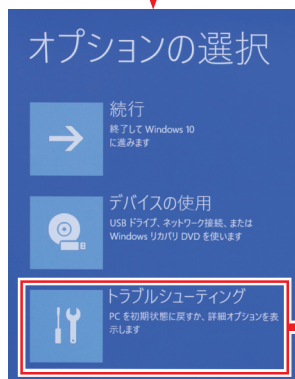 オプションの選択
続行
終了して Windows 10
に進みます
デバイスの使用
USB ドライブ、ネットワーク接続、または
Windows リカバリ DVD を使います
トラブルシューティング
PC を初期状態に戻すか、詳細オプションを表
示します